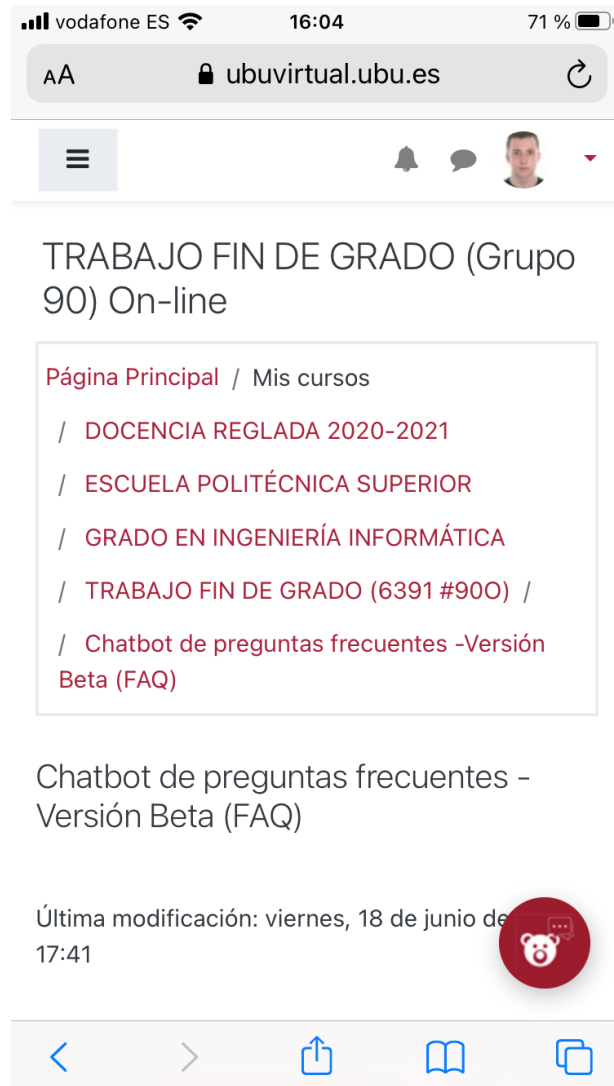 vodafone ES 16:04 71 %
AA ubuvirtual.ubu.es
TRABAJO FIN DE GRADO (Grupo
90) On-line
Página Principal / Mis cursos
/ DOCENCIA REGLADA 2020-2021
/ ESCUELA POLITÉCNICA SUPERIOR
/ GRADO EN INGENIERÍA INFORMÁTICA
/ TRABAJO FIN DE GRADO (6391 #90O) /
/ Chatbot de preguntas frecuentes -Versión
Beta (FAQ)
Chatbot de preguntas frecuentes -
Versión Beta (FAQ)
Última modificación: viernes, 18 de junio de
17:41